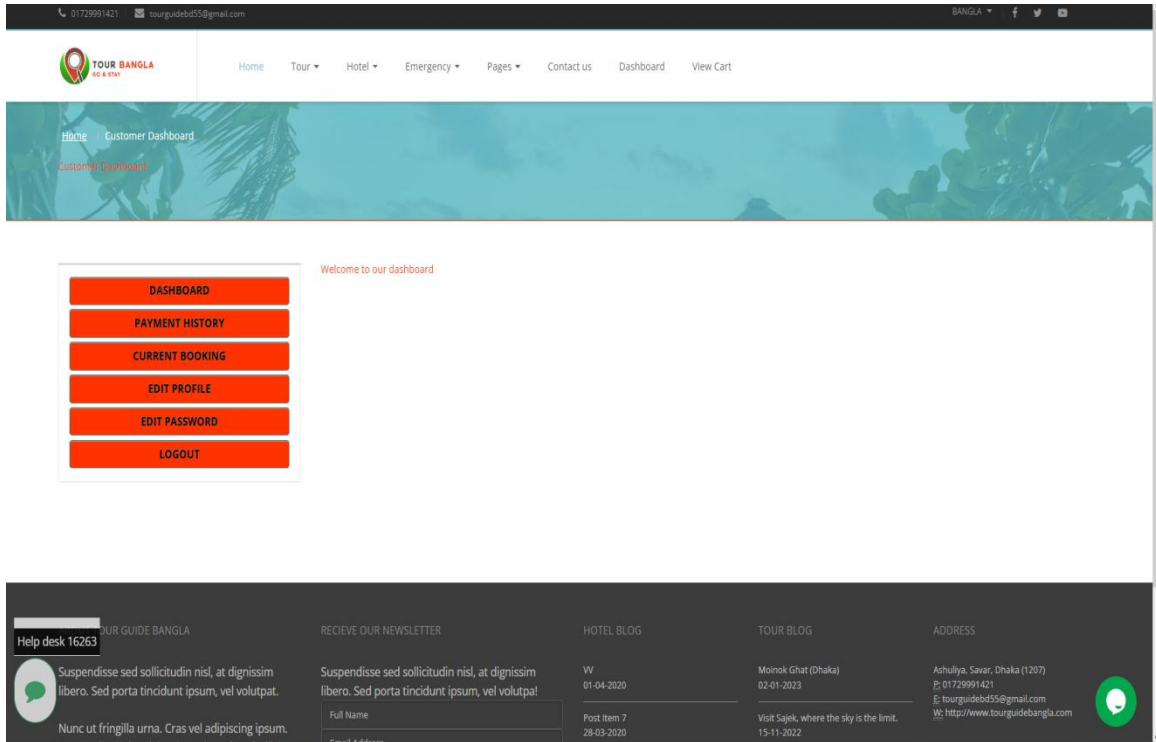 01729991421
tourguidebd55@gmail.com
BANGLA
TOUR BANGLA
GO & STAY
Home
Tour
Hotel
Emergency
Pages
Contact us
Dashboard
View Cart
Home
Customer Dashboard
Customer Dashboard
DASHBOARD
PAYMENT HISTORY
CURRENT BOOKING
EDIT PROFILE
EDIT PASSWORD
LOGOUT
Welcome to our dashboard
Help desk 16263
OUR GUIDE BANGLA
Suspendisse sed sollicitudin nisl, at dignissim
libero. Sed porta tincidunt ipsum, vel volutpat.
Nunc ut fringilla urna. Cras vel adipiscing ipsum.
RECIEVE OUR NEWSLETTER
Suspendisse sed sollicitudin nisl, at dignissim
libero. Sed porta tincidunt ipsum, vel volutpa!
Full Name
Email Address
HOTEL BLOG
VV
01-04-2020
Post Item 7
28-03-2020
TOUR BLOG
Moinok Ghat (Dhaka)
02-01-2023
Visit Sajek, where the sky is the limit.
15-11-2022
ADDRESS
Ashuliya, Savar, Dhaka (1207)
P: 01729991421
E: tourguidebd55@gmail.com
W: http://www.tourguidebangla.com